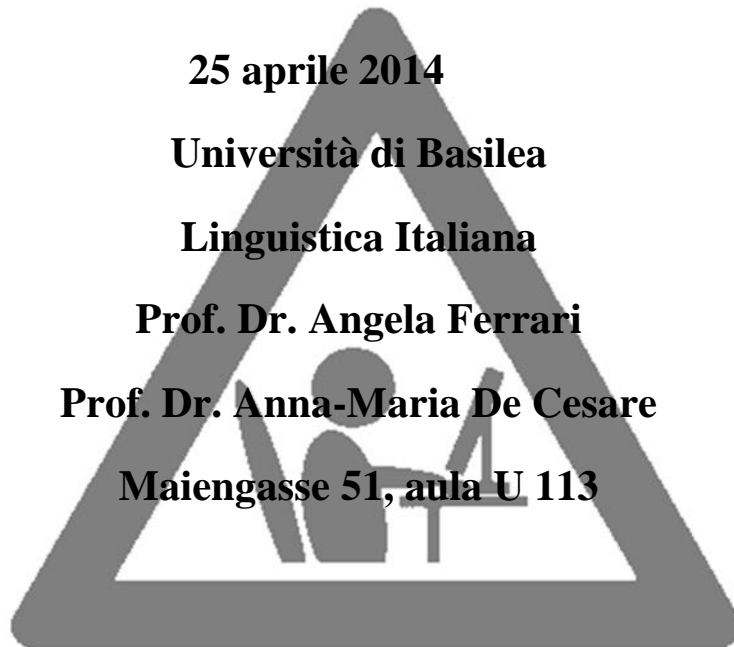 25 aprile 2014
Università di Basilea
Linguistica Italiana
Prof. Dr. Angela Ferrari
Prof. Dr. Anna-Maria De Cesare
Maiengasse 51, aula U 113